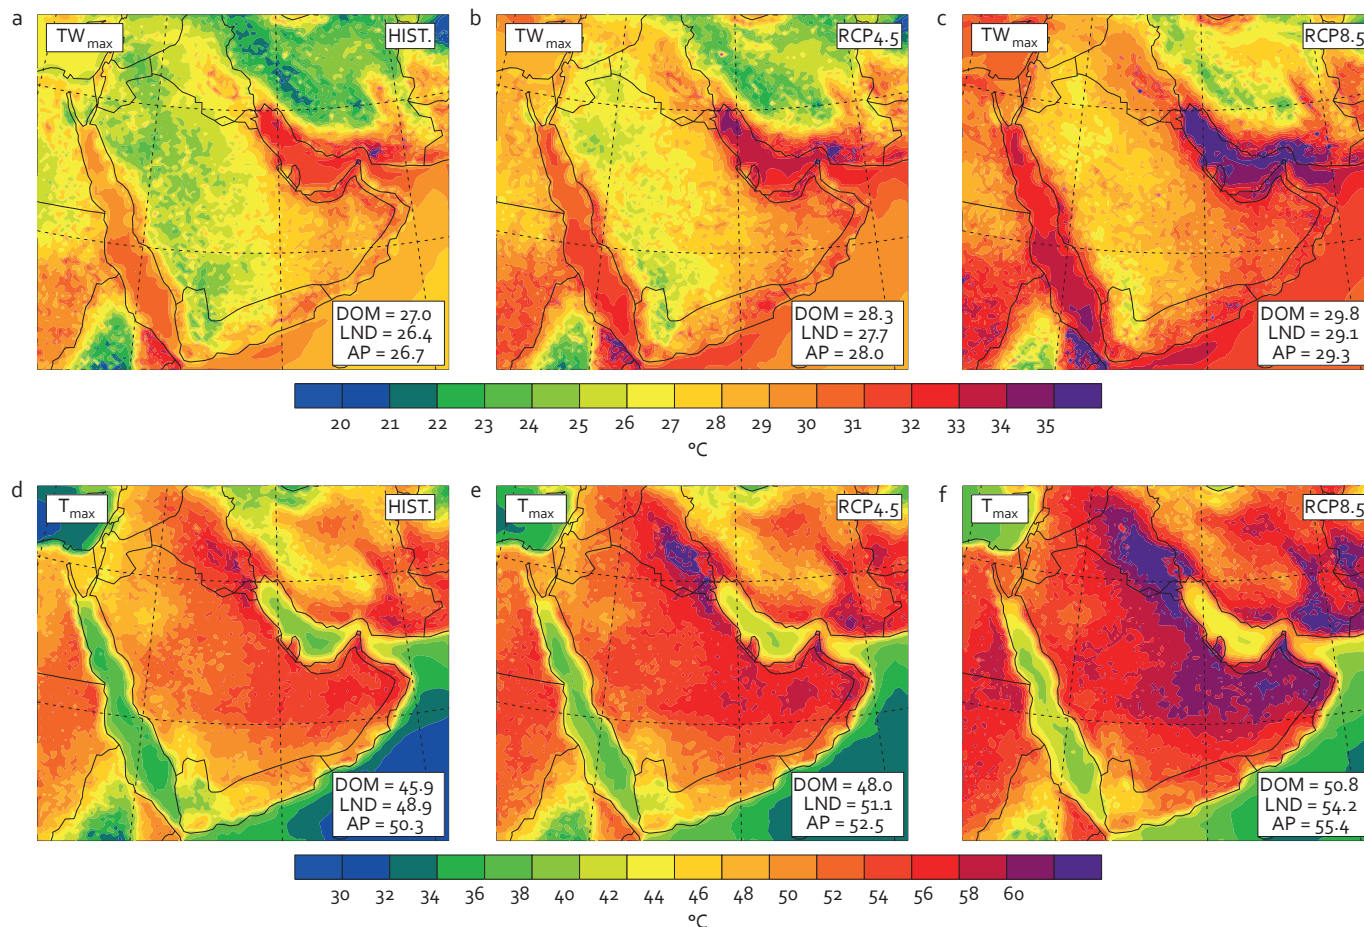 a
TWmax
HIST.
DOM = 27.0
LND = 26.4
AP = 26.7
b
TWmax
RCP4.5
DOM = 28.3
LND = 27.7
AP = 28.0
c
TWmax
RCP8.5
DOM = 29.8
LND = 29.1
AP = 29.3
20 21 22 23 24 25 26 27 28 29 30 31 32 33 34 35
°C
d
Tmax
HIST.
DOM = 45.9
LND = 48.9
AP = 50.3
e
Tmax
RCP4.5
DOM = 48.0
LND = 51.1
AP = 52.5
f
Tmax
RCP8.5
DOM = 50.8
LND = 54.2
AP = 55.4
30 32 34 36 38 40 42 44 46 48 50 52 54 56 58 60
°C